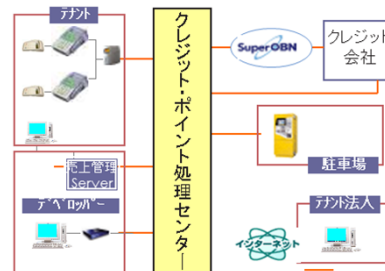 テナント
クレジット・ポイント処理センター
SuperOBN
クレジット
会社
駐車場
売上管理
Server
デベロッパー
テナント法人
インターネット